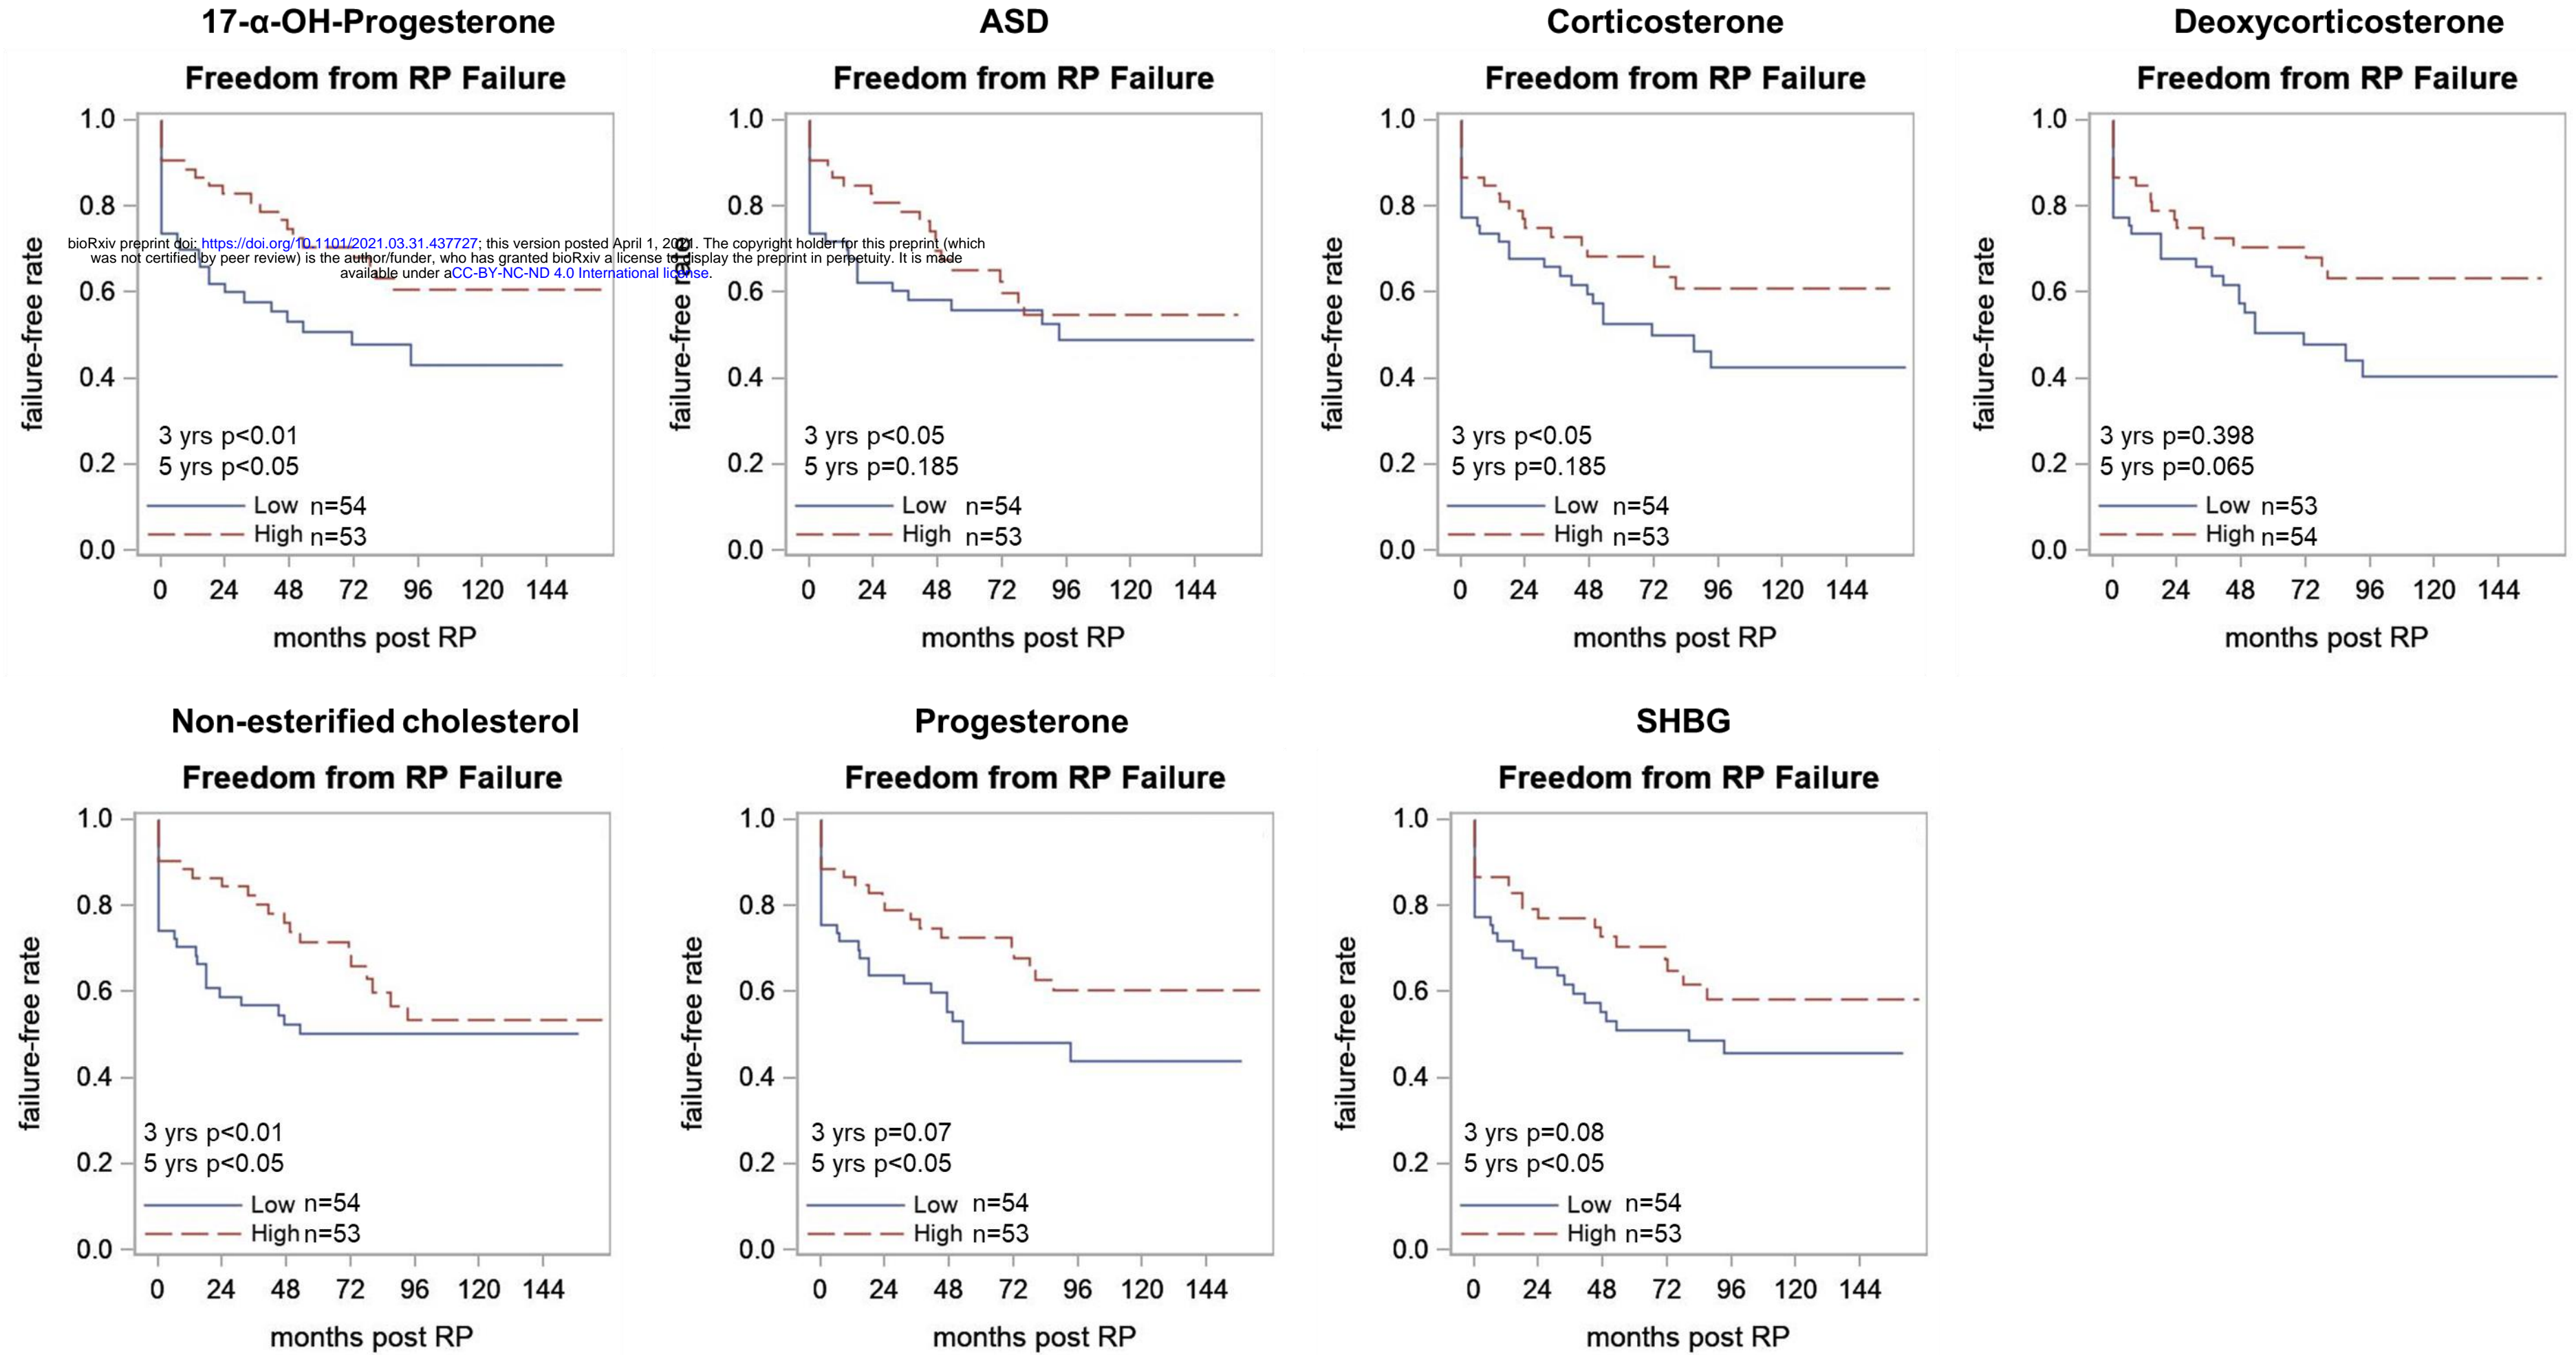 17-α-OH-Progesterone
Freedom from RP Failure
failure-free rate
1.0
0.8
0.6
0.4
0.2
0.0
3 yrs p<0.01
5 yrs p<0.05
Low n=54
High n=53
0 24 48 72 96 120 144
months post RP
ASD
Freedom from RP Failure
failure-free rate
1.0
0.8
0.6
0.4
0.2
0.0
3 yrs p<0.05
5 yrs p=0.185
Low n=54
High n=53
0 24 48 72 96 120 144
months post RP
bioRxiv preprint doi: https://doi.org/10.1101/2021.03.31.437727; this version posted April 1, 2021. The copyright holder for this preprint (which
was not certified by peer review) is the author/funder, who has granted bioRxiv a license to display the preprint in perpetuity. It is made
available under aCC-BY-NC-ND 4.0 International license.
Corticosterone
Freedom from RP Failure
failure-free rate
1.0
0.8
0.6
0.4
0.2
0.0
3 yrs p<0.05
5 yrs p=0.185
Low n=54
High n=53
0 24 48 72 96 120 144
months post RP
Deoxycorticosterone
Freedom from RP Failure
failure-free rate
1.0
0.8
0.6
0.4
0.2
0.0
3 yrs p=0.398
5 yrs p=0.065
Low n=53
High n=54
0 24 48 72 96 120 144
months post RP
Non-esterified cholesterol
Freedom from RP Failure
failure-free rate
1.0
0.8
0.6
0.4
0.2
0.0
3 yrs p<0.01
5 yrs p<0.05
Low n=54
High n=53
0 24 48 72 96 120 144
months post RP
Progesterone
Freedom from RP Failure
failure-free rate
1.0
0.8
0.6
0.4
0.2
0.0
3 yrs p=0.07
5 yrs p<0.05
Low n=54
High n=53
0 24 48 72 96 120 144
months post RP
SHBG
Freedom from RP Failure
failure-free rate
1.0
0.8
0.6
0.4
0.2
0.0
3 yrs p=0.08
5 yrs p<0.05
Low n=54
High n=53
0 24 48 72 96 120 144
months post RP